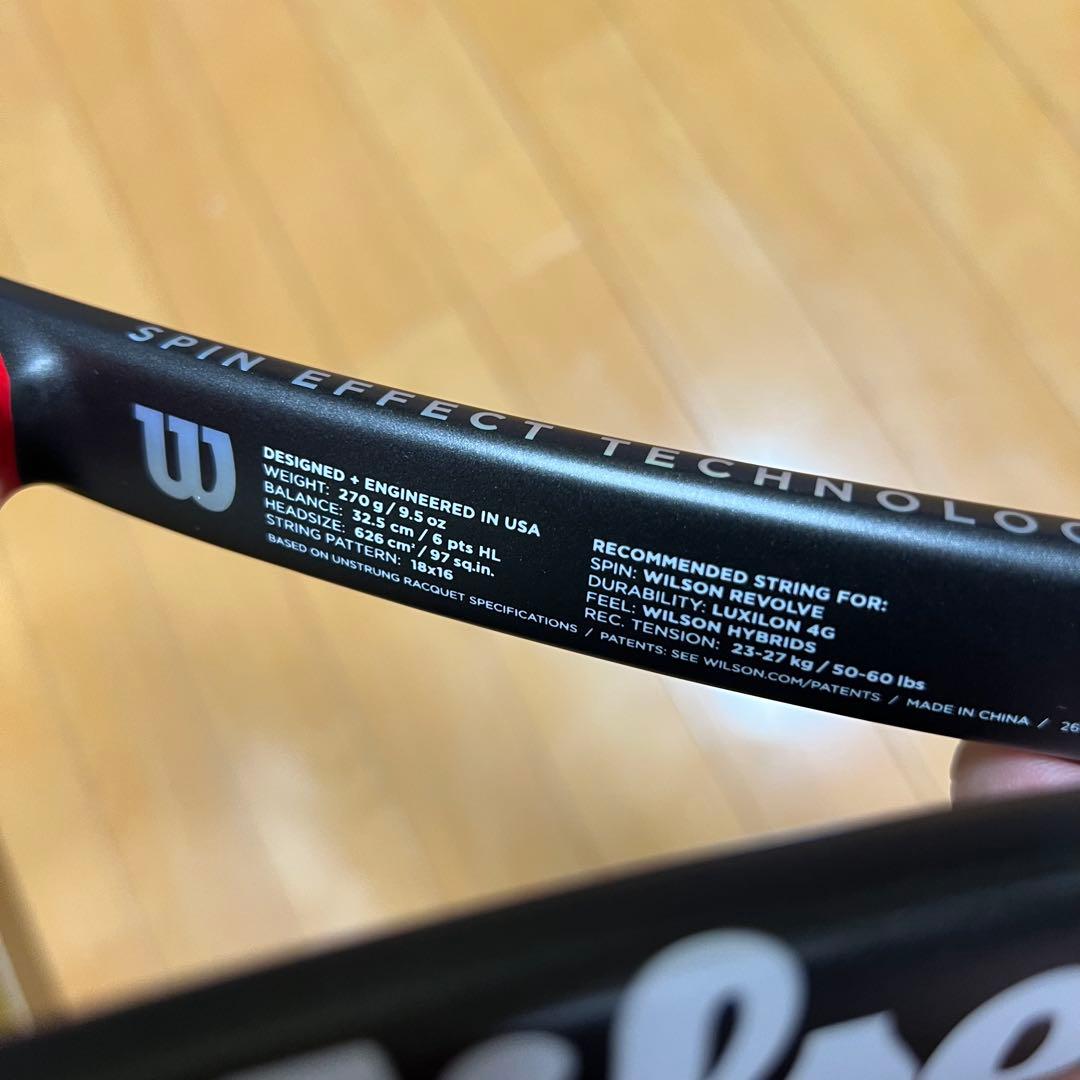 SPIN EFFECT TECHNOLO
W
DESIGNED + ENGINEERED IN USA
WEIGHT: 270 g / 9.5 oz
BALANCE: 32.5 cm / 6 pts HL
HEADSIZE: 626 cm² / 97 sq.in.
STRING PATTERN: 18x16
RECOMMENDED STRING FOR:
SPIN: WILSON REVOLVE
DURABILITY: LUXILON 4G
FEEL: WILSON HYBRIDS
REC. TENSION: 23-27 kg / 50-60 lbs
BASED ON UNSTRUNG RACQUET SPECIFICATIONS / PATENTS: SEE WILSON.COM/PATENTS / MADE IN CHINA / 26